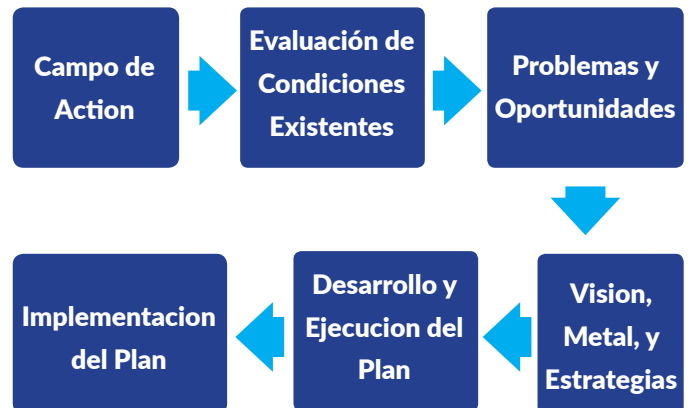 Campo de
Action
Evaluación de
Condiciones
Existentes
Problemas y
Oportunidades
Vision,
Metal, y
Estrategias
Desarrollo y
Ejecucion del
Plan
Implementacion
del Plan